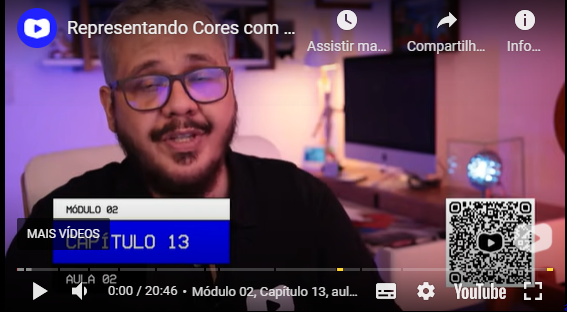 Representando Cores com ...
Assistir ma...
Compartilh...
Info...
MÓDULO 02
MAIS VÍDEOS
CAPÍTULO 13
AULA 02
0:00 / 20:46 • Módulo 02, Capítulo 13, aul...
YouTube